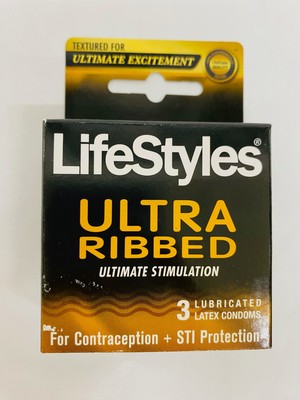 TEXTURED FOR
ULTIMATE EXCITEMENT
LifeStyles®
ULTRA
RIBBED
ULTIMATE STIMULATION
3 LUBRICATED
LATEX CONDOMS
For Contraception + STI Protection